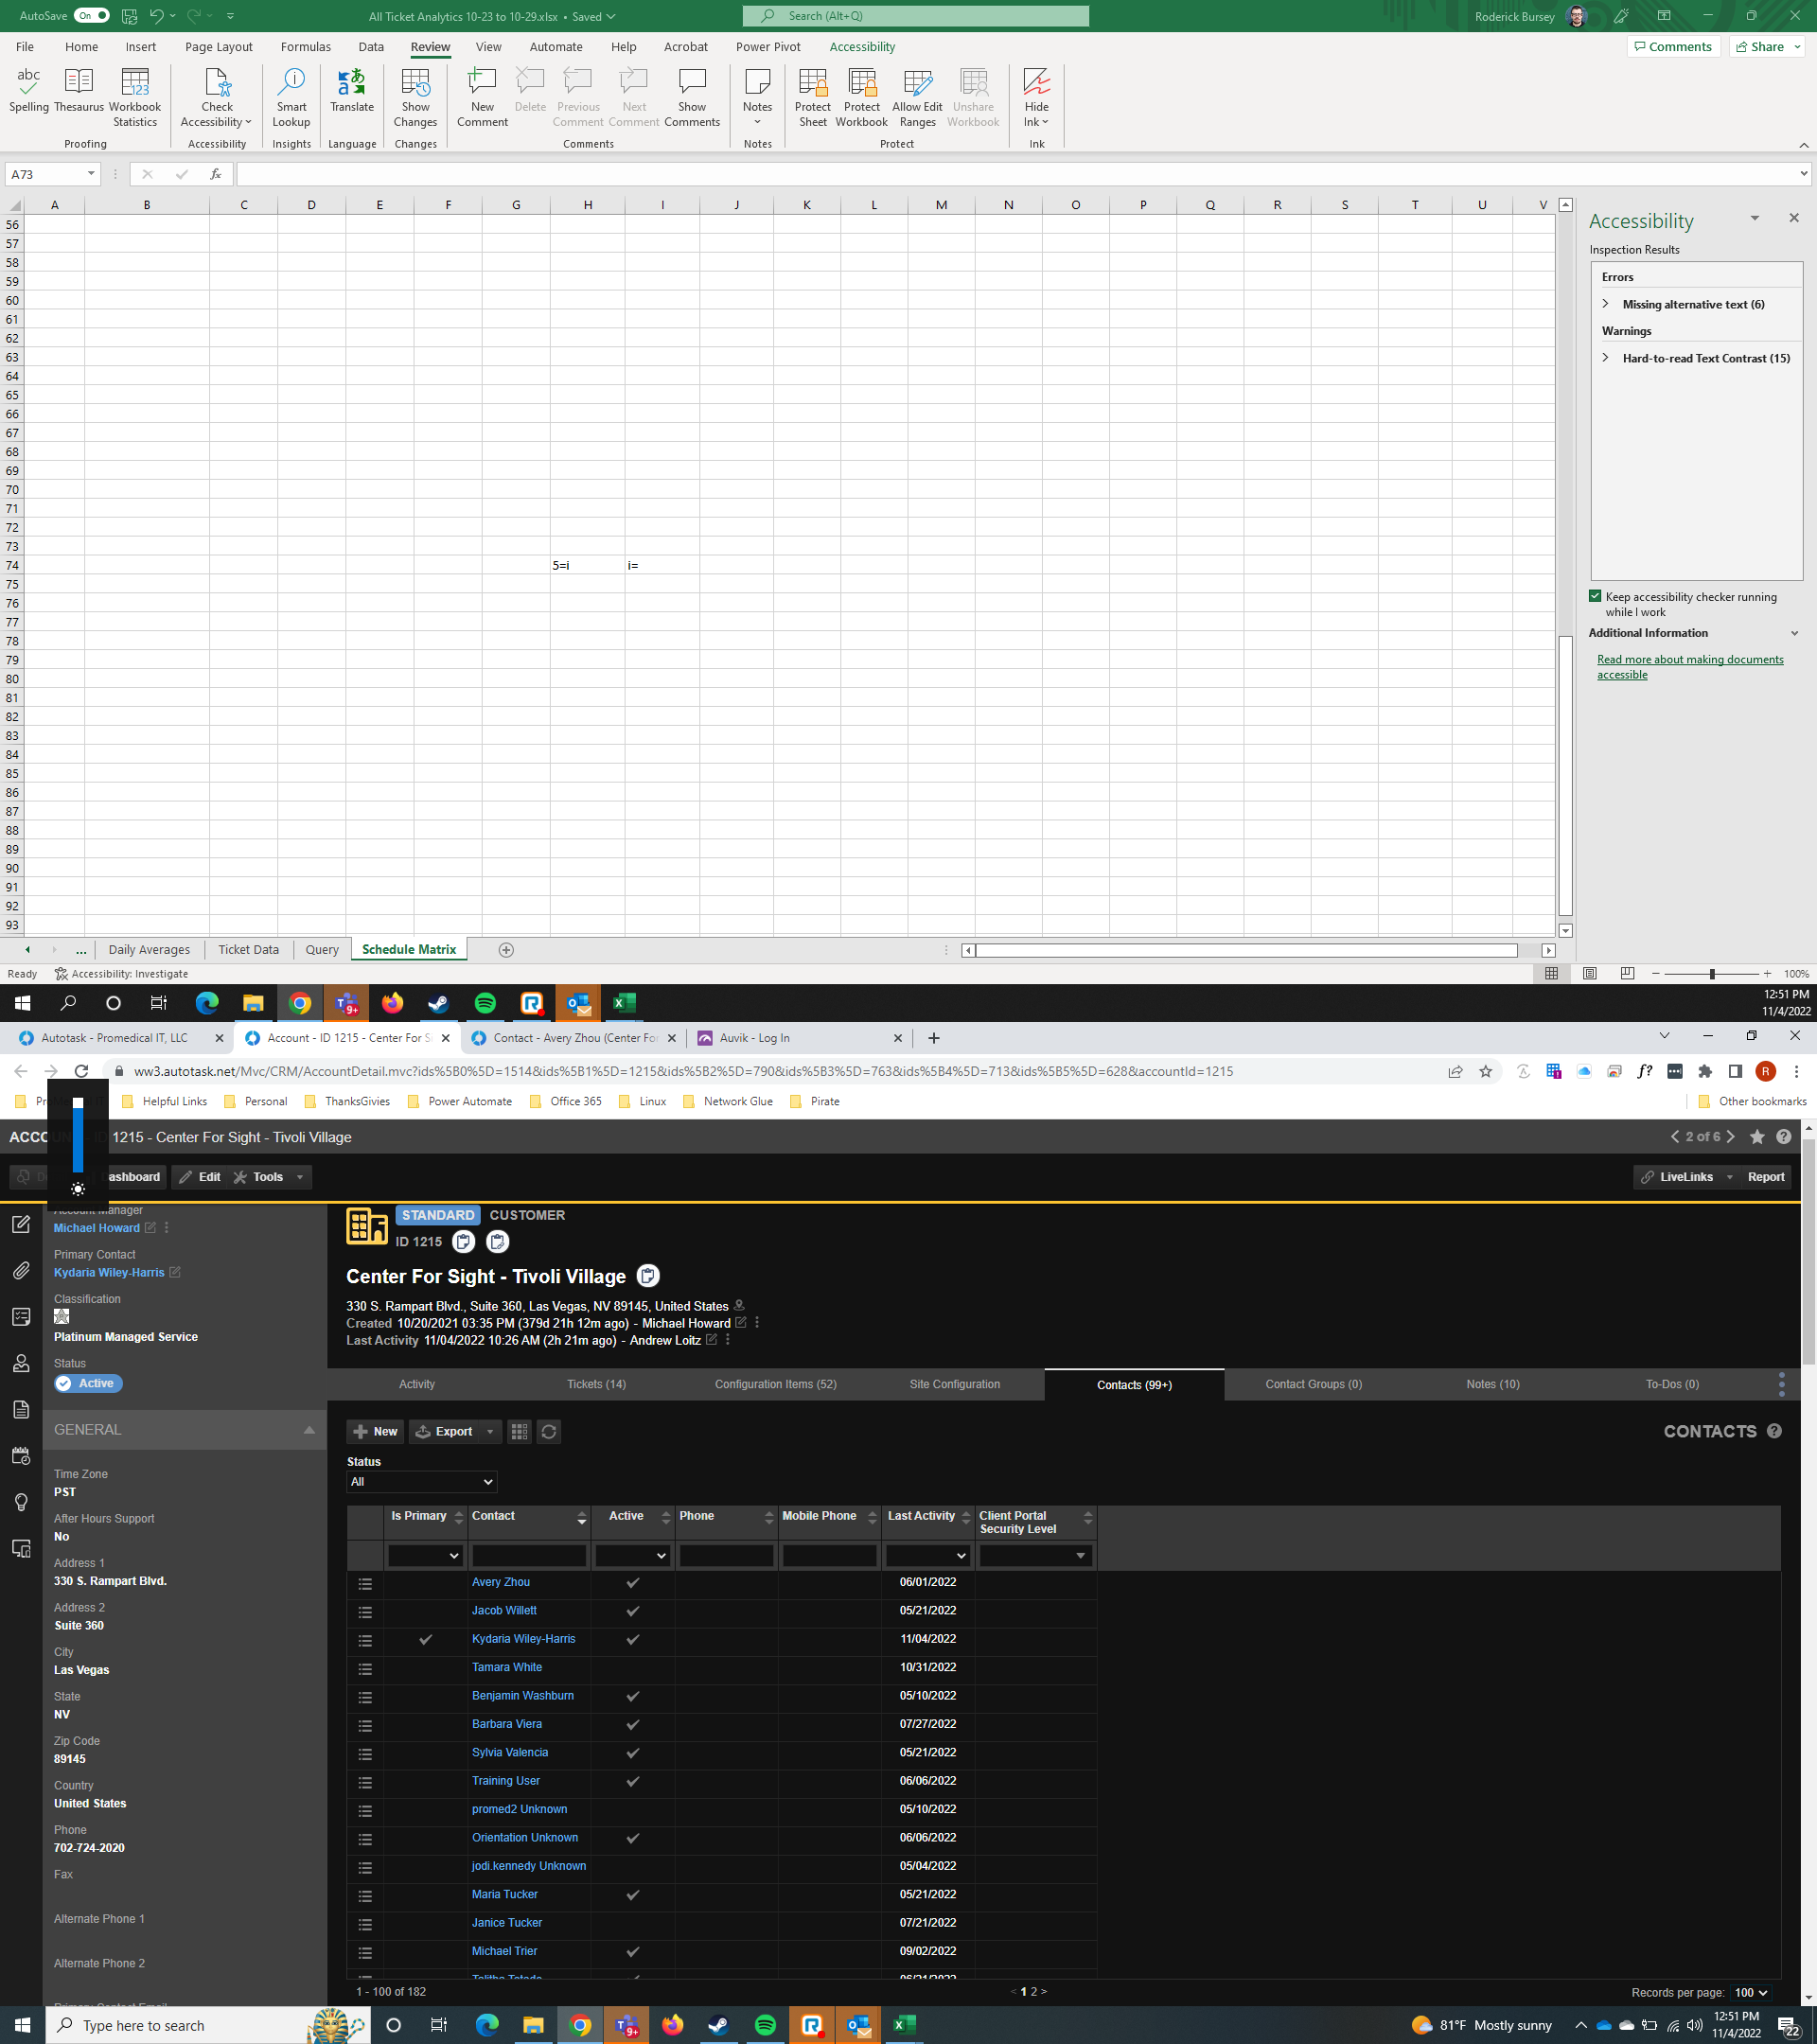 AutoSave On All Ticket Analytics 10-23 to 10-29.xlsx • Saved Search (Alt+Q) Roderick Bursey
File Home Insert Page Layout Formulas Data Review View Automate Help Acrobat Power Pivot Accessibility Comments Share
Spelling Thesaurus Workbook Statistics Check Accessibility Smart Lookup Translate Show Changes New Comment Delete Previous Comment Next Comment Show Comments Notes Protect Sheet Protect Workbook Allow Edit Ranges Unshare Workbook Hide Ink
Proofing Accessibility Insights Language Changes Comments Notes Protect Ink
A73 fx
A B C D E F G H I J K L M N O P Q R S T U V
56
57
58
59
60
61
62
63
64
65
66
67
68
69
70
71
72
73
74 5=i i=
75
76
77
78
79
80
81
82
83
84
85
86
87
88
89
90
91
92
93
Accessibility
Inspection Results
Errors
Missing alternative text (6)
Warnings
Hard-to-read Text Contrast (15)
Keep accessibility checker running
while I work
Additional Information
Read more about making documents
accessible
... Daily Averages Ticket Data Query Schedule Matrix
Ready Accessibility: Investigate 100%
12:51 PM
11/4/2022
Autotask - Promedical IT, LLC Account - ID 1215 - Center For S Contact - Avery Zhou (Center For Auvik - Log In
ww3.autotask.net/Mvc/CRM/AccountDetail.mvc?ids%5B0%5D=1514&ids%5B1%5D=1215&ids%5B2%5D=790&ids%5B3%5D=763&ids%5B4%5D=713&ids%5B5%5D=628&accountId=1215
Helpful Links Personal ThanksGivies Power Automate Office 365 Linux Network Glue Pirate Other bookmarks
1215 - Center For Sight - Tivoli Village 2 of 6
Edit Tools LiveLinks Report
Account Manager
Michael Howard
Primary Contact
Kydaria Wiley-Harris
Classification
Platinum Managed Service
Status
Active
GENERAL
Time Zone
PST
After Hours Support
No
Address 1
330 S. Rampart Blvd.
Address 2
Suite 360
City
Las Vegas
State
NV
Zip Code
89145
Country
United States
Phone
702-724-2020
Fax
Alternate Phone 1
Alternate Phone 2
STANDARD CUSTOMER
ID 1215
Center For Sight - Tivoli Village
330 S. Rampart Blvd., Suite 360, Las Vegas, NV 89145, United States
Created 10/20/2021 03:35 PM (379d 21h 12m ago) - Michael Howard
Last Activity 11/04/2022 10:26 AM (2h 21m ago) - Andrew Loitz
Activity Tickets (14) Configuration Items (52) Site Configuration Contacts (99+) Contact Groups (0) Notes (10) To-Dos (0)
New Export CONTACTS
Status
All
Is Primary Contact Active Phone Mobile Phone Last Activity Client Portal Security Level
Avery Zhou 06/01/2022
Jacob Willett 05/21/2022
Kydaria Wiley-Harris 11/04/2022
Tamara White 10/31/2022
Benjamin Washburn 05/10/2022
Barbara Viera 07/27/2022
Sylvia Valencia 05/21/2022
Training User 06/06/2022
promed2 Unknown 05/10/2022
Orientation Unknown 06/06/2022
jodi.kennedy Unknown 05/04/2022
Maria Tucker 05/21/2022
Janice Tucker 07/21/2022
Michael Trier 09/02/2022
1 - 100 of 182 < 1 2 > Records per page: 100
Type here to search 81°F Mostly sunny 12:51 PM
11/4/2022 22